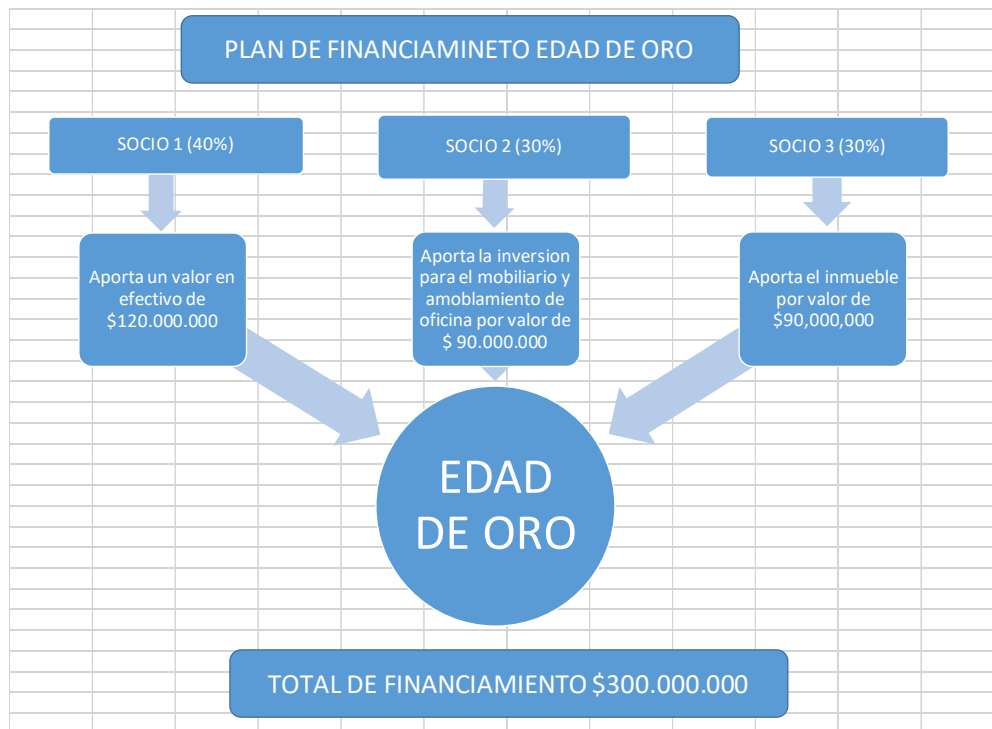 PLAN DE FINANCIAMINETO EDAD DE ORO
SOCIO 1 (40%)
SOCIO 2 (30%)
SOCIO 3 (30%)
Aporta un valor en
efectivo de
$120.000.000
Aporta la inversion
para el mobiliario y
amoblamiento de
oficina por valor de
$ 90.000.000
Aporta el inmueble
por valor de
$90,000,000
EDAD
DE ORO
TOTAL DE FINANCIAMIENTO $300.000.000